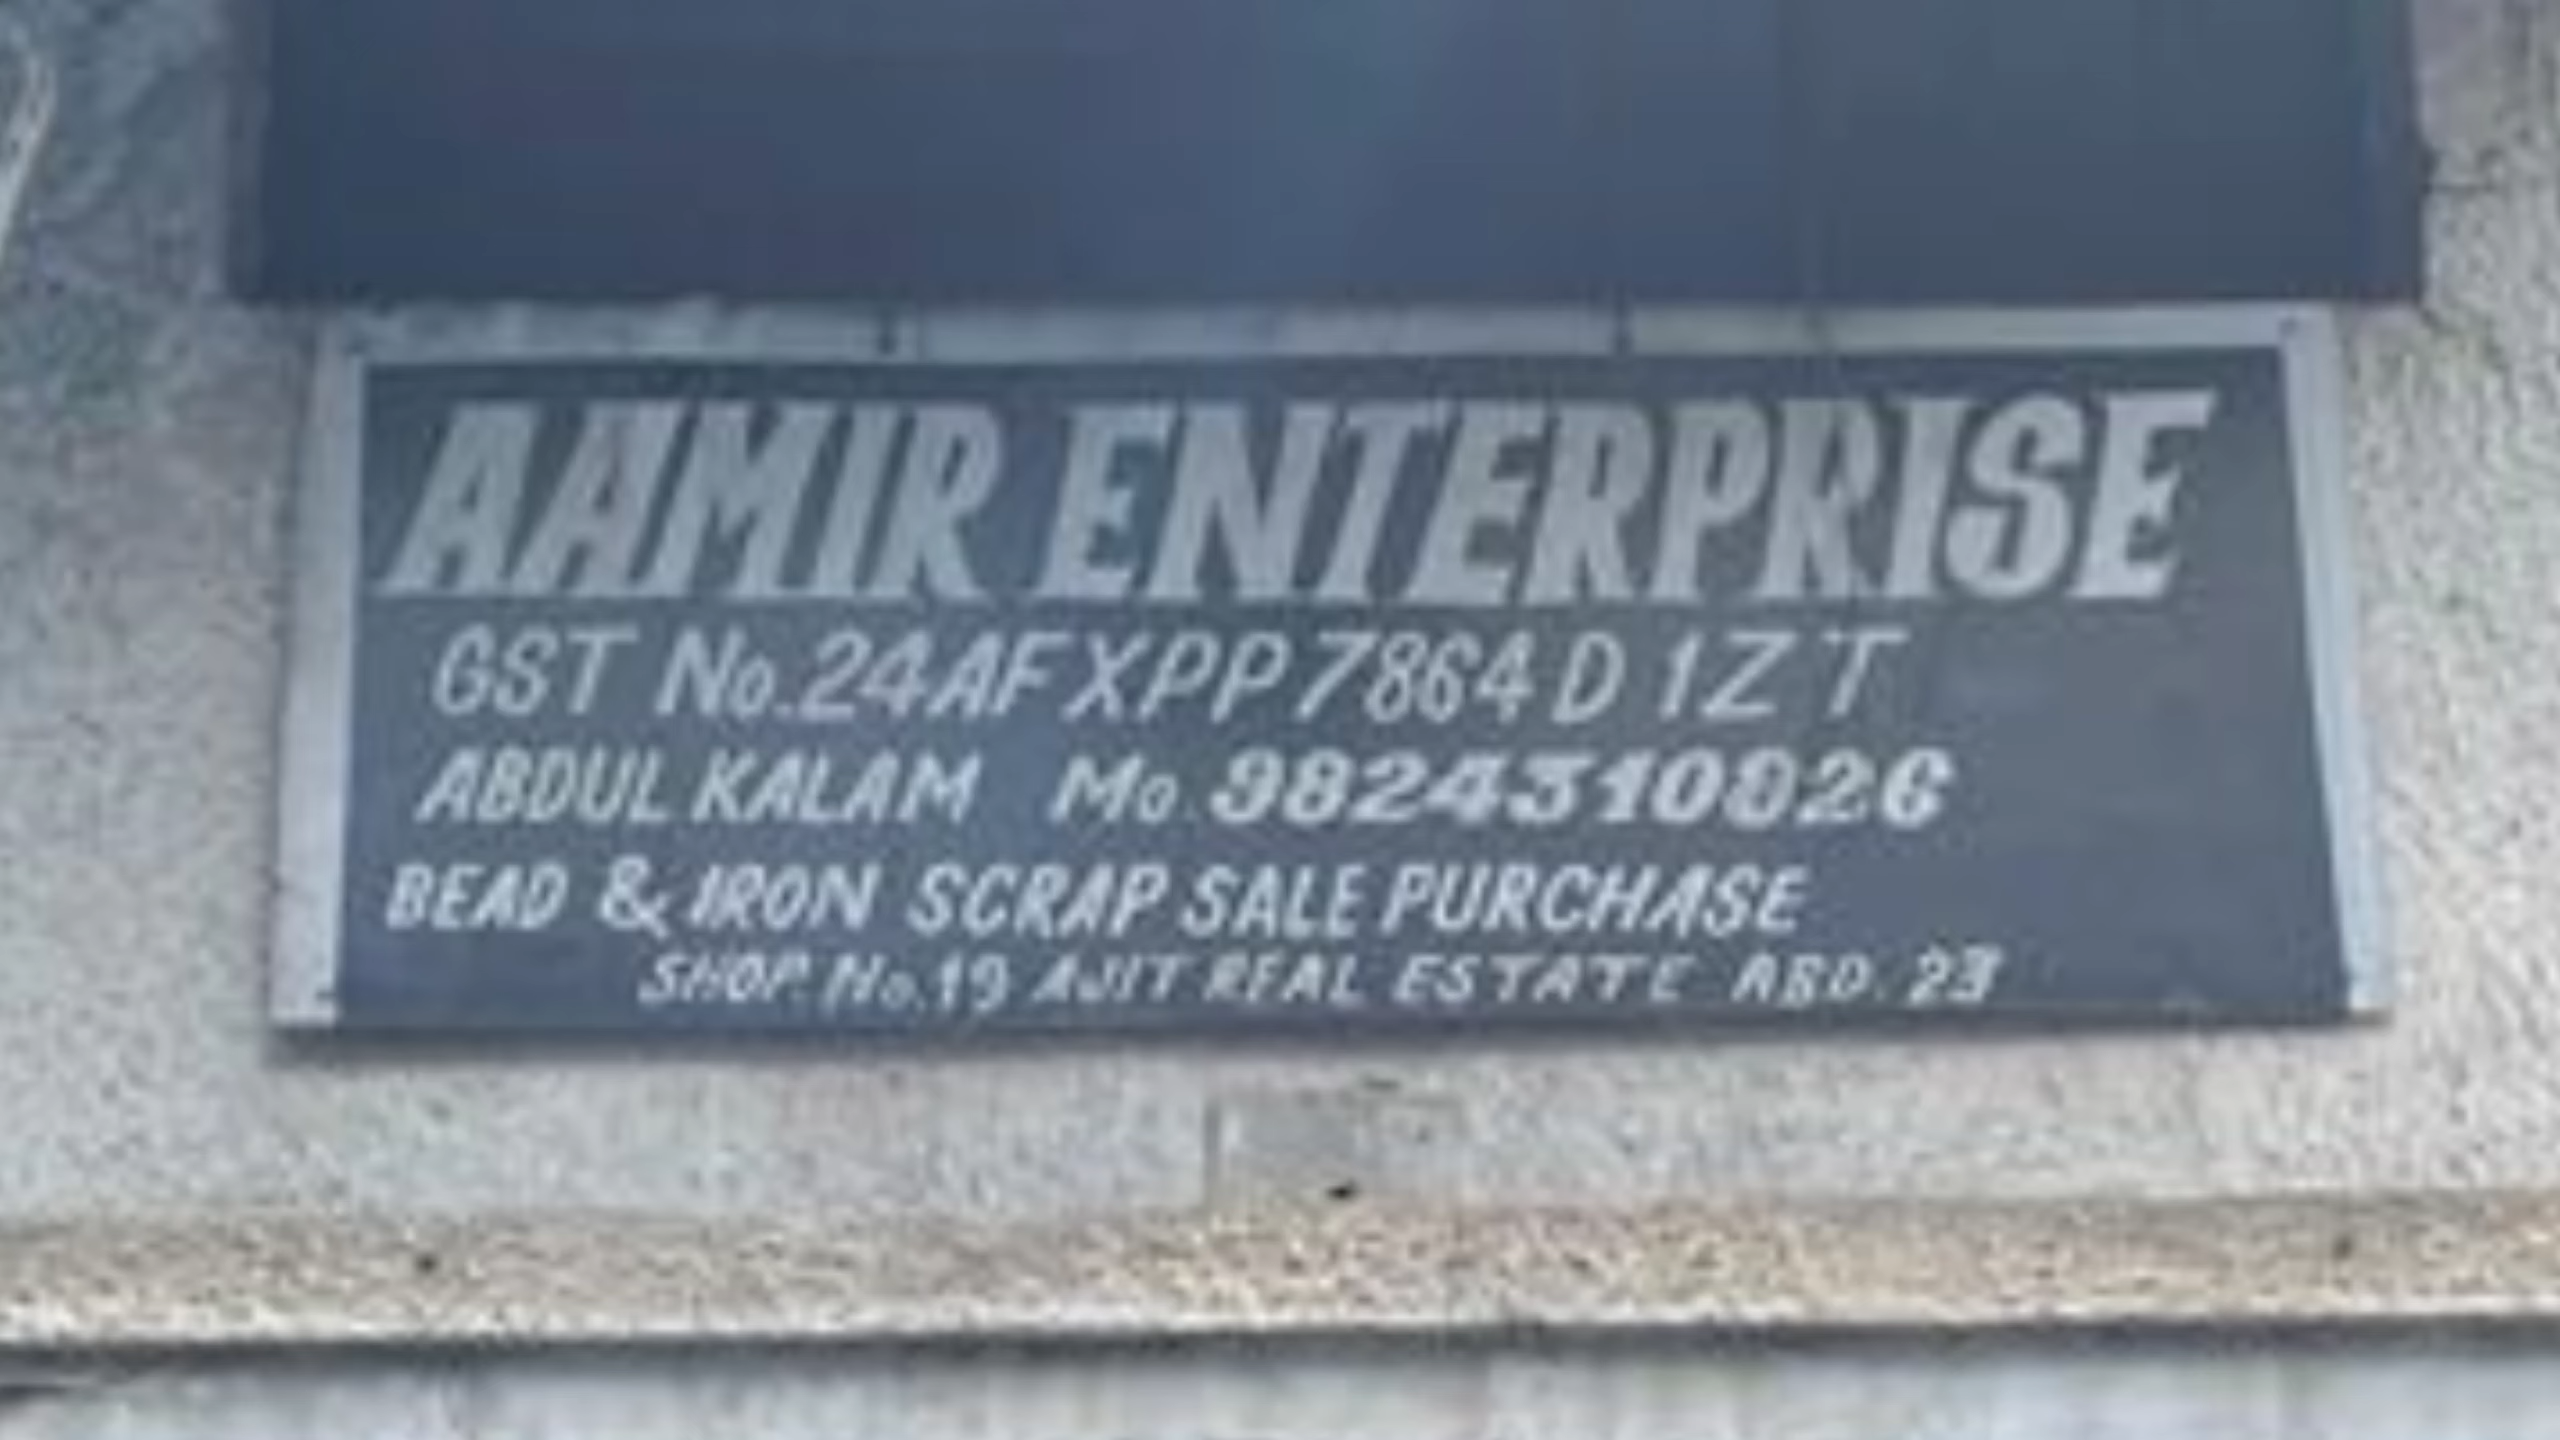 AAMIR ENTERPRISE
GST No.24AFXPP7864D1ZT
ABDUL KALAM Mo. 9824310826
BEAD & IRON SCRAP SALE PURCHASE
SHOP. No.19 AJIT REAL ESTATE ABD. 23